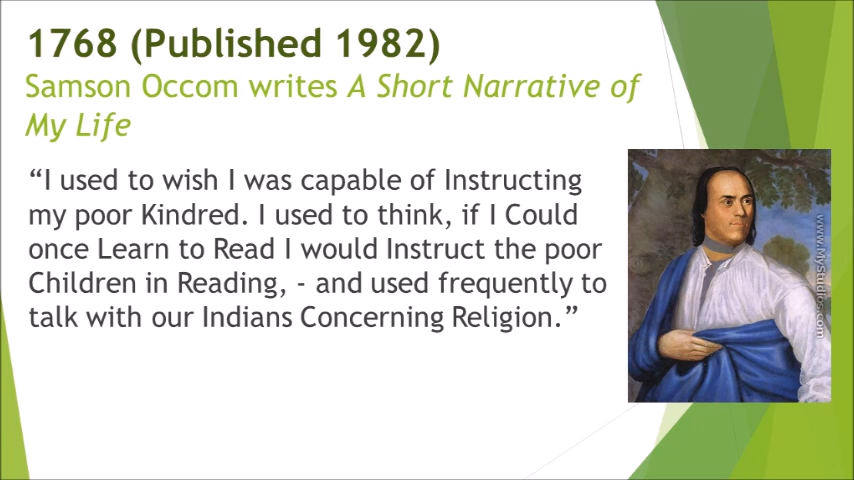 1768 (Published 1982)
Samson Occom writes A Short Narrative of
My Life
“I used to wish I was capable of Instructing
my poor Kindred. I used to think, if I Could
once Learn to Read I would Instruct the poor
Children in Reading, - and used frequently to
talk with our Indians Concerning Religion.”
www.MyStudios.com